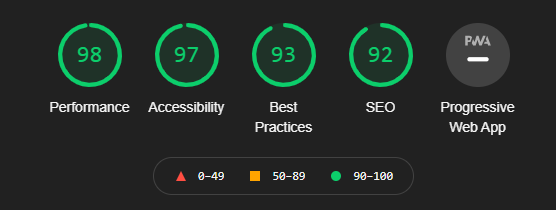 98
97
93
92
PWA
Performance
Accessibility
Best
Practices
SEO
Progressive
Web App
0–49
50–89
90–100